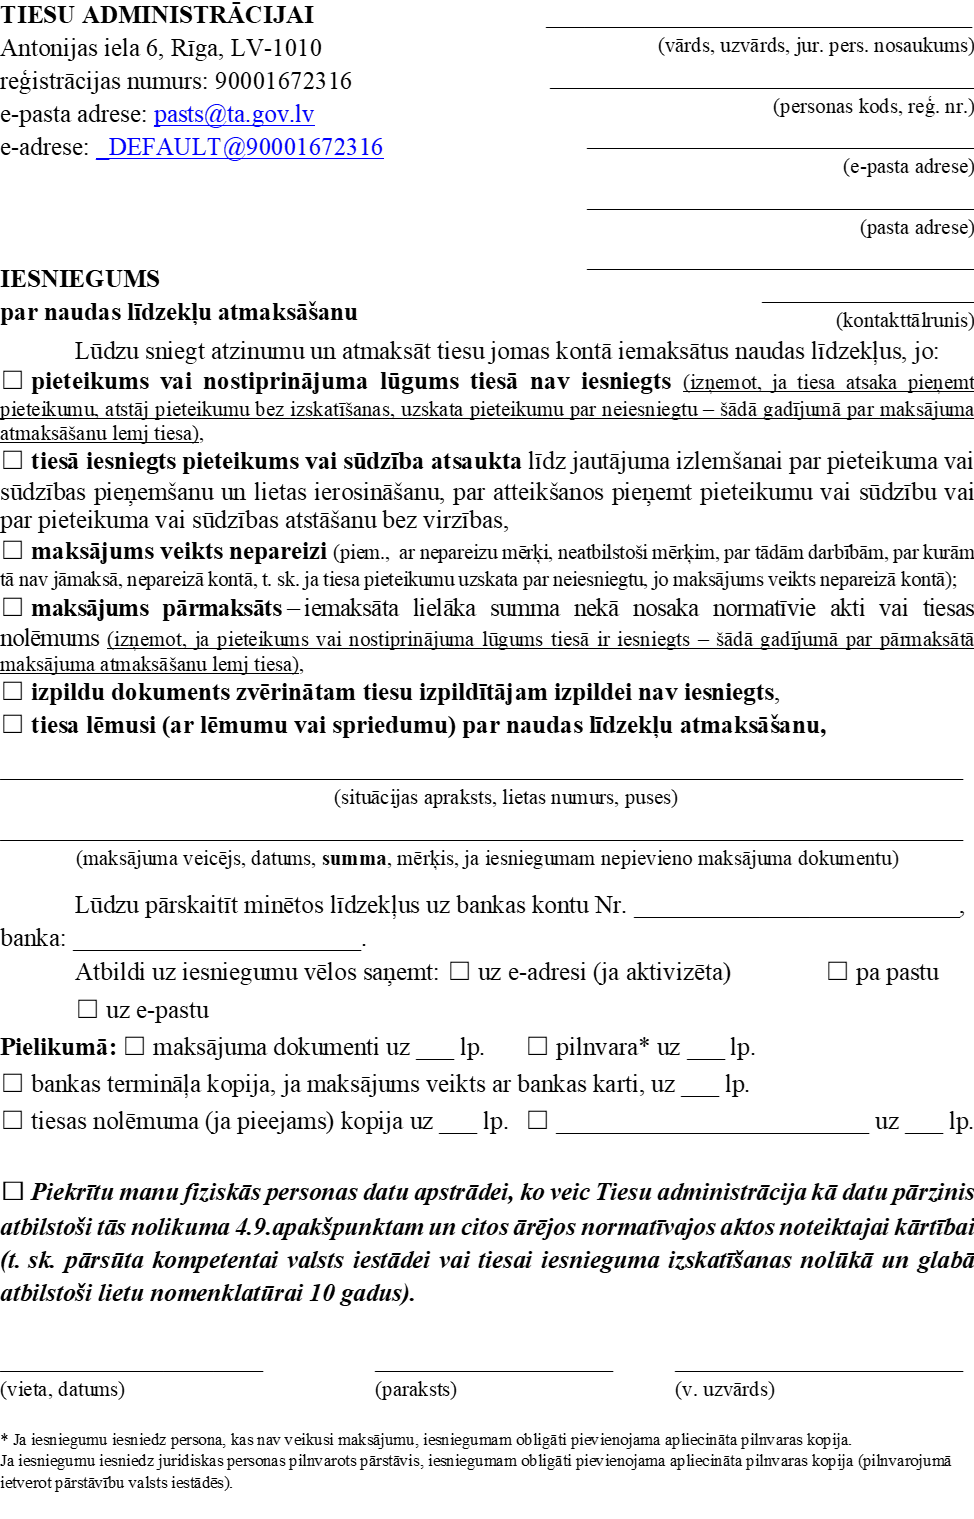 TIESU ADMINISTRĀCIJAI
Antonijas iela 6, Rīga, LV-1010
reģistrācijas numurs: 90001672316
e-pasta adrese: pasts@ta.gov.lv
e-adrese: _DEFAULT@90001672316
(vārds, uzvārds, jur. pers. nosaukums)
(personas kods, reģ. nr.)
(e-pasta adrese)
(pasta adrese)
(kontakttālrunis)
IESNIEGUMS
par naudas līdzekļu atmaksāšanu
Lūdzu sniegt atzinumu un atmaksāt tiesu jomas kontā iemaksātus naudas līdzekļus, jo:
☐ pieteikums vai nostiprinājuma lūgums tiesā nav iesniegts (izņemot, ja tiesa atsaka pieņemt
pieteikumu, atstāj pieteikumu bez izskatīšanas, uzskata pieteikumu par neiesniegtu – šādā gadījumā par maksājuma
atmaksāšanu lemj tiesa),
☐ tiesā iesniegts pieteikums vai sūdzība atsaukta līdz jautājuma izlemšanai par pieteikuma vai
sūdzības pieņemšanu un lietas ierosināšanu, par atteikšanos pieņemt pieteikumu vai sūdzību vai
par pieteikuma vai sūdzības atstāšanu bez virzības,
☐ maksājums veikts nepareizi (piem., ar nepareizu mērķi, neatbilstoši mērķim, par tādām darbībām, par kurām
tā nav jāmaksā, nepareizā kontā, t. sk. ja tiesa pieteikumu uzskata par neiesniegtu, jo maksājums veikts nepareizā kontā);
☐ maksājums pārmaksāts – iemaksāta lielāka summa nekā nosaka normatīvie akti vai tiesas
nolēmums (izņemot, ja pieteikums vai nostiprinājuma lūgums tiesā ir iesniegts – šādā gadījumā par pārmaksātā
maksājuma atmaksāšanu lemj tiesa),
☐ izpildu dokuments zvērinātam tiesu izpildītājam izpildei nav iesniegts,
☐ tiesa lēmusi (ar lēmumu vai spriedumu) par naudas līdzekļu atmaksāšanu,
(situācijas apraksts, lietas numurs, puses)
(maksājuma veicējs, datums, summa, mērķis, ja iesniegumam nepievieno maksājuma dokumentu)
Lūdzu pārskaitīt minētos līdzekļus uz bankas kontu Nr. __________________________,
banka: _______________________.
Atbildi uz iesniegumu vēlos saņemt: ☐ uz e-adresi (ja aktivizēta) ☐ pa pastu
☐ uz e-pastu
Pielikumā: ☐ maksājuma dokumenti uz ___ lp. ☐ pilnvara* uz ___ lp.
☐ bankas termināļa kopija, ja maksājums veikts ar bankas karti, uz ___ lp.
☐ tiesas nolēmuma (ja pieejams) kopija uz ___ lp. ☐ _________________________ uz ___ lp.
☐ Piekrītu manu fiziskās personas datu apstrādei, ko veic Tiesu administrācija kā datu pārzinis
atbilstoši tās nolikuma 4.9.apakšpunktam un citos ārējos normatīvajos aktos noteiktajai kārtībai
(t. sk. pārsūta kompetentai valsts iestādei vai tiesai iesnieguma izskatīšanas nolūkā un glabā
atbilstoši lietu nomenklatūrai 10 gadus).
(vieta, datums) (paraksts) (v. uzvārds)
* Ja iesniegumu iesniedz persona, kas nav veikusi maksājumu, iesniegumam obligāti pievienojama apliecināta pilnvaras kopija.
Ja iesniegumu iesniedz juridiskas personas pilnvarots pārstāvis, iesniegumam obligāti pievienojama apliecināta pilnvaras kopija (pilnvarojumā
ietverot pārstāvību valsts iestādēs).